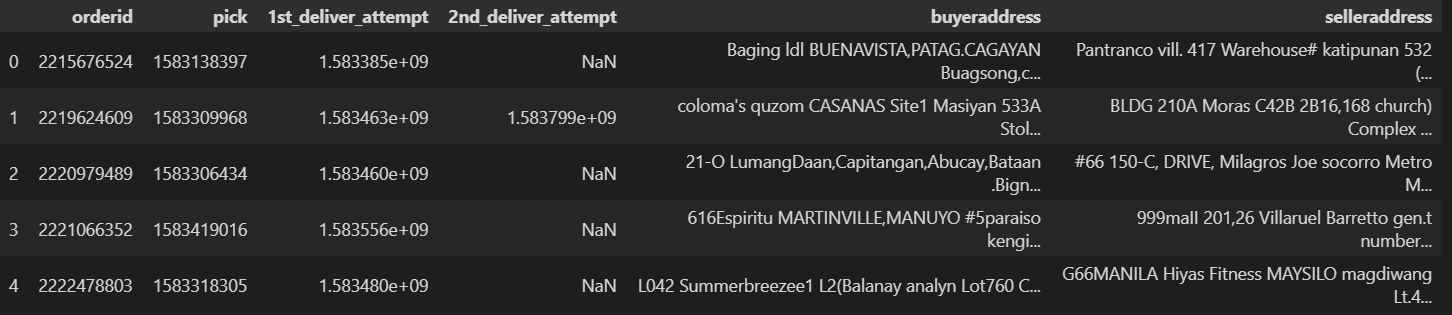 orderid pick 1st_deliver_attempt 2nd_deliver_attempt buyeraddress selleraddress
0 2215676524 1583138397 1.583385e+09 NaN Baging ldl BUENAVISTA,PATAG.CAGAYAN Buagsong,c... Pantranco vill. 417 Warehouse# katipunan 532 (...
1 2219624609 1583309968 1.583463e+09 1.583799e+09 coloma's quzom CASANAS Site1 Masiyan 533A Stol... BLDG 210A Moras C42B 2B16,168 church) Complex ...
2 2220979489 1583306434 1.583460e+09 NaN 21-O LumangDaan,Capitangan,Abucay,Bataan .Bign... #66 150-C, DRIVE, Milagros Joe socorro Metro M...
3 2221066352 1583419016 1.583556e+09 NaN 616Espiritu MARTINVILLE,MANUYO #5paraiso kengi... 999maII 201,26 Villaruel Barretto gen.t number...
4 2222478803 1583318305 1.583480e+09 NaN L042 Summerbreezee1 L2(Balanay analyn Lot760 C... G66MANILA Hiyas Fitness MAYSILO magdiwang Lt.4...